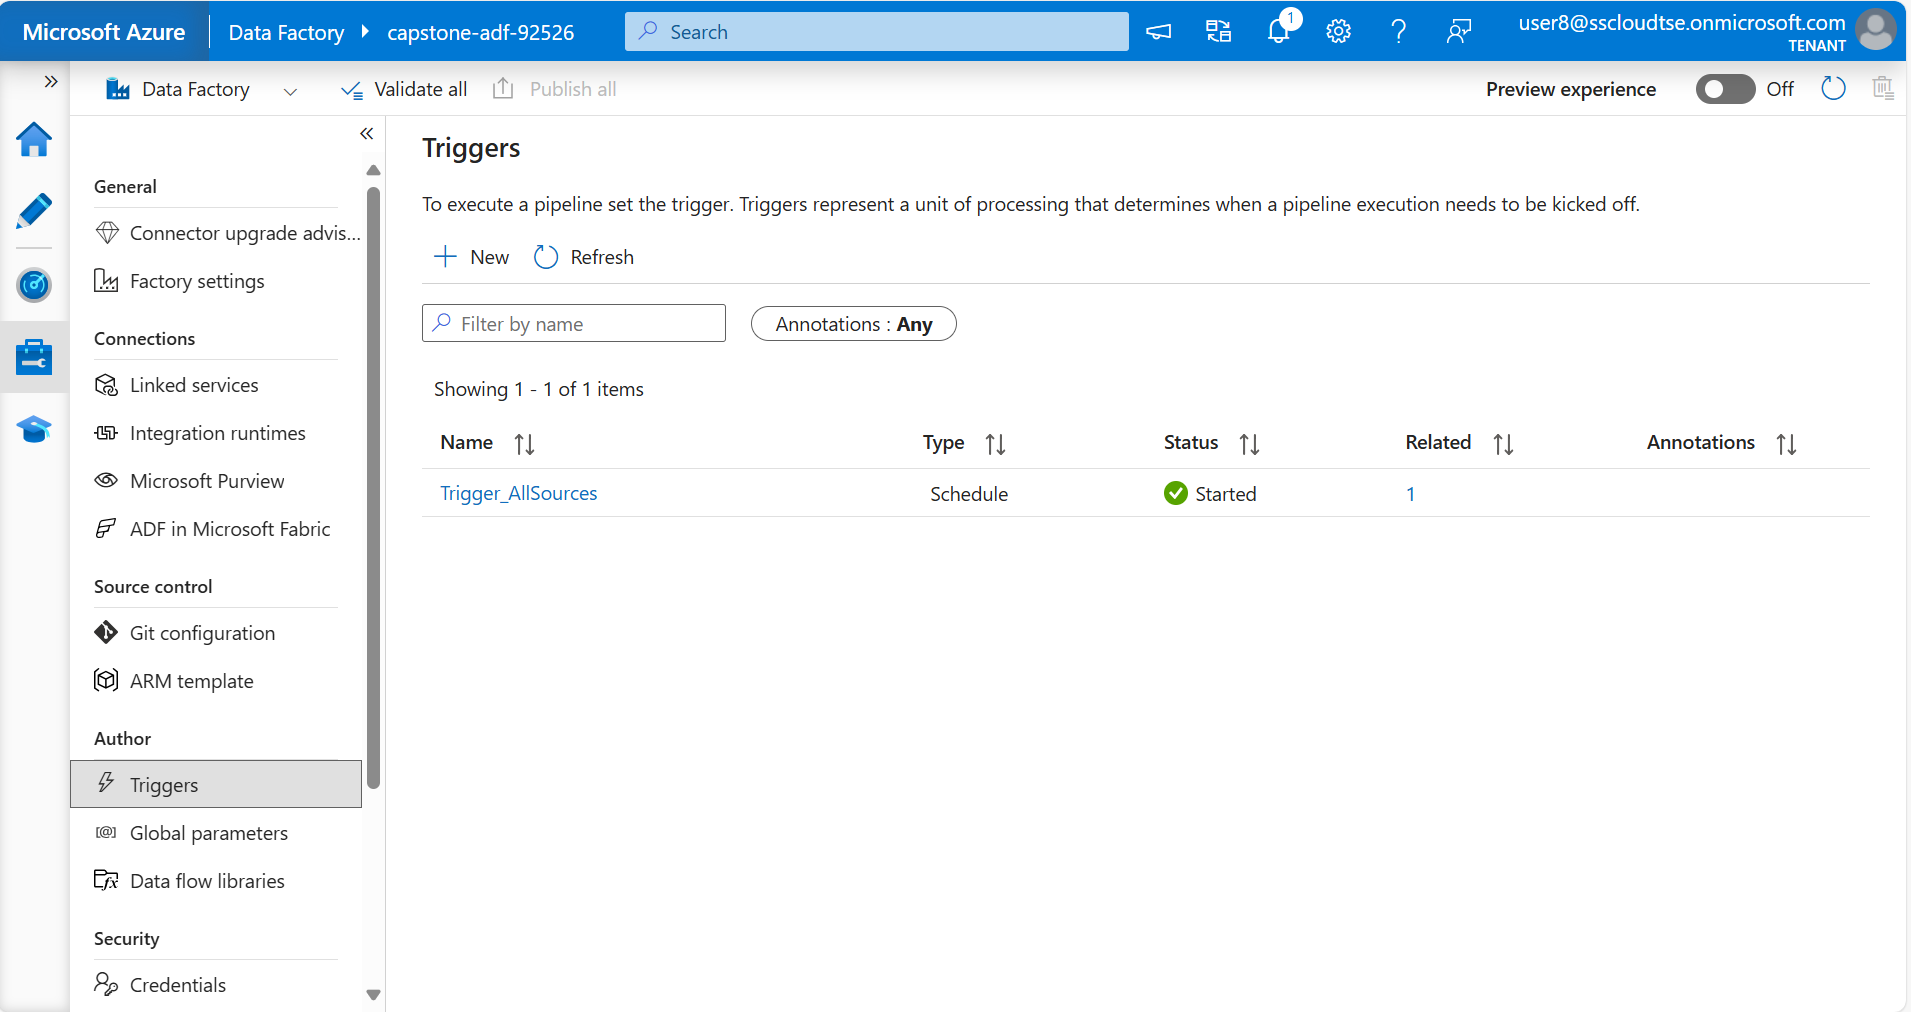 Microsoft Azure Data Factory capstone-adf-92526 Search 1 user8@sscloudtse.onmicrosoft.com
TENANT
Data Factory Validate all Publish all Preview experience Off
General
Connector upgrade advis...
Factory settings
Connections
Linked services
Integration runtimes
Microsoft Purview
ADF in Microsoft Fabric
Source control
Git configuration
ARM template
Author
Triggers
Global parameters
Data flow libraries
Security
Credentials
Triggers
To execute a pipeline set the trigger. Triggers represent a unit of processing that determines when a pipeline execution needs to be kicked off.
New Refresh
Filter by name Annotations : Any
Showing 1 - 1 of 1 items
Name Type Status Related Annotations
Trigger_AllSources Schedule Started 1